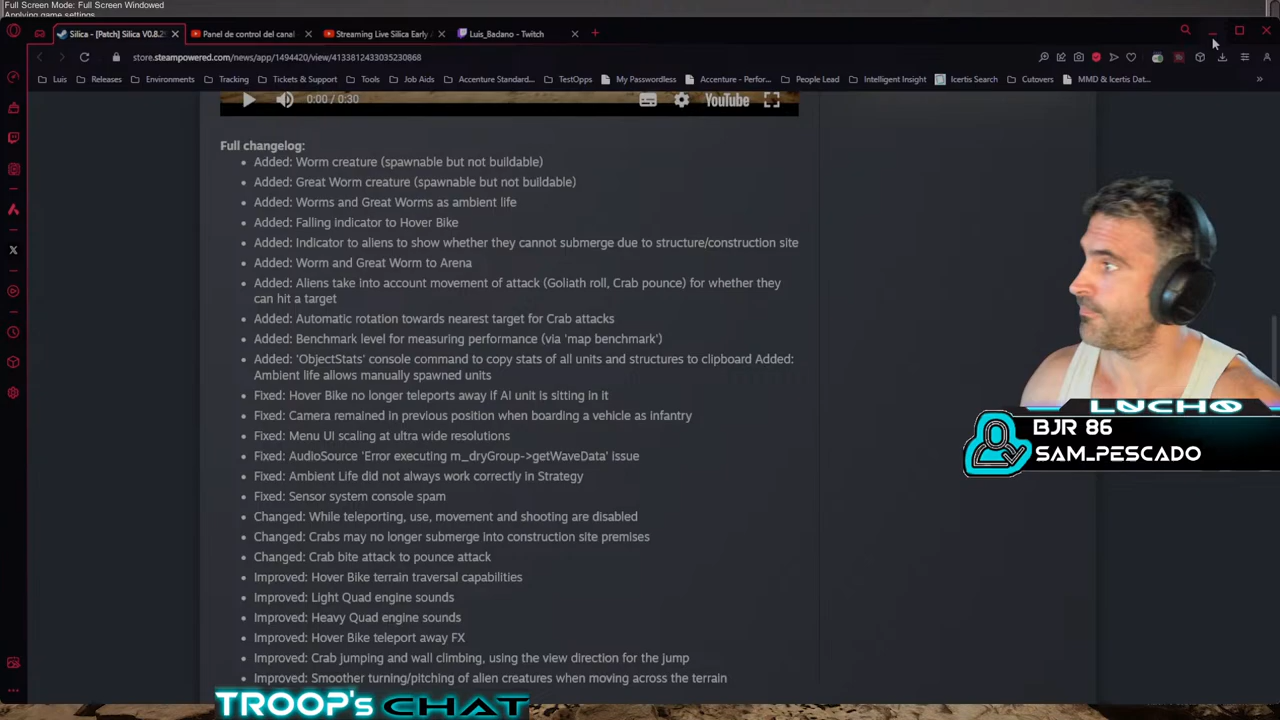 Full Screen Mode: Full Screen Windowed
Applying game settings
Silica - [Patch] Silica V0.8.2
Panel de control del canal
Streaming Live Silica Early
Luis_Badano - Twitch
store.steampowered.com/news/app/1494420/view/4133812433035230868
Luis
Releases
Environments
Tracking
Tickets & Support
Tools
Job Aids
Accenture Standard...
TestOpps
My Passwordless
Accenture - Perfor...
People Lead
Intelligent Insight
Icertis Search
Cutovers
MMD & Icertis Dat...
0:00 / 0:30
YouTube
Full changelog:
Added: Worm creature (spawnable but not buildable)
Added: Great Worm creature (spawnable but not buildable)
Added: Worms and Great Worms as ambient life
Added: Falling indicator to Hover Bike
Added: Indicator to aliens to show whether they cannot submerge due to structure/construction site
Added: Worm and Great Worm to Arena
Added: Aliens take into account movement of attack (Goliath roll, Crab pounce) for whether they
can hit a target
Added: Automatic rotation towards nearest target for Crab attacks
Added: Benchmark level for measuring performance (via 'map benchmark')
Added: 'ObjectStats' console command to copy stats of all units and structures to clipboard Added:
Ambient life allows manually spawned units
Fixed: Hover Bike no longer teleports away if AI unit is sitting in it
Fixed: Camera remained in previous position when boarding a vehicle as infantry
Fixed: Menu UI scaling at ultra wide resolutions
Fixed: AudioSource 'Error executing m_dryGroup->getWaveData' issue
Fixed: Ambient Life did not always work correctly in Strategy
Fixed: Sensor system console spam
Changed: While teleporting, use, movement and shooting are disabled
Changed: Crabs may no longer submerge into construction site premises
Changed: Crab bite attack to pounce attack
Improved: Hover Bike terrain traversal capabilities
Improved: Light Quad engine sounds
Improved: Heavy Quad engine sounds
Improved: Hover Bike teleport away FX
Improved: Crab jumping and wall climbing, using the view direction for the jump
Improved: Smoother turning/pitching of alien creatures when moving across the terrain
LUCHO
BJR 86
SAM_PESCADO
TROOP's CHAT